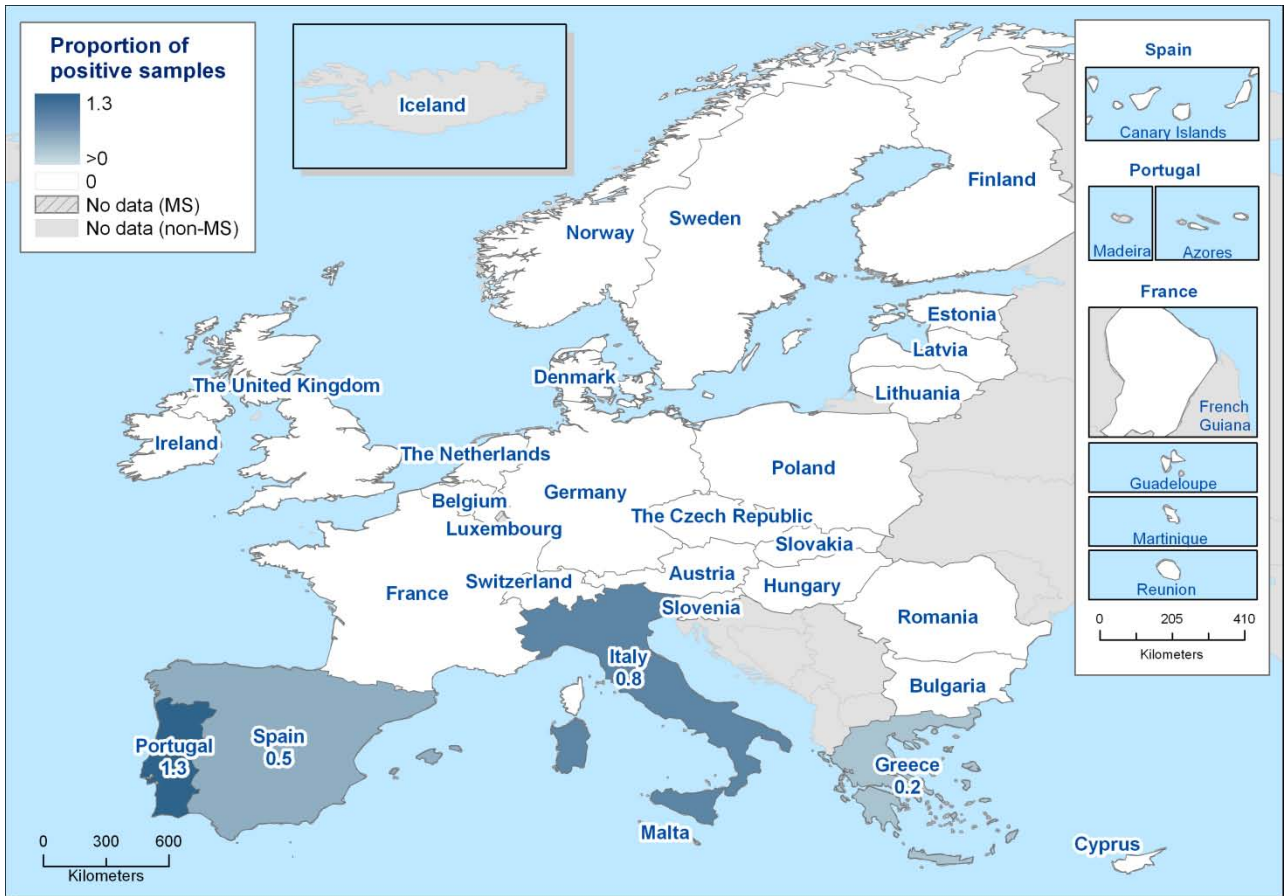 Proportion of
positive samples
1.3
>0
0
No data (MS)
No data (non-MS)
Iceland
Spain
Canary Islands
Portugal
Madeira
Azores
France
French
Guiana
Guadeloupe
Martinique
Reunion
0 205 410
Kilometers
Finland
Norway
Sweden
Estonia
Latvia
Lithuania
Denmark
The United Kingdom
Ireland
The Netherlands
Belgium
Luxembourg
Germany
Poland
The Czech Republic
Slovakia
Austria
Hungary
Switzerland
France
Slovenia
Romania
Italy
0.8
Bulgaria
Portugal
1.3
Spain
0.5
Greece
0.2
Malta
Cyprus
0 300 600
Kilometers